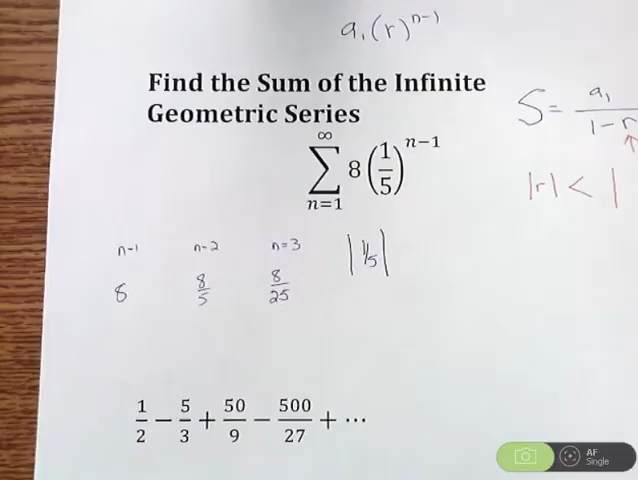 a₁(r)ⁿ⁻¹
Find the Sum of the Infinite
Geometric Series
S = a₁ / 1-r
∞
∑ 8(1/5)ⁿ⁻¹
n=1
|r| < 1
n-1 n-2 n=3
8 8/5 8/25
|1/5|
1/2 − 5/3 + 50/9 − 500/27 + ⋯
AF
Single